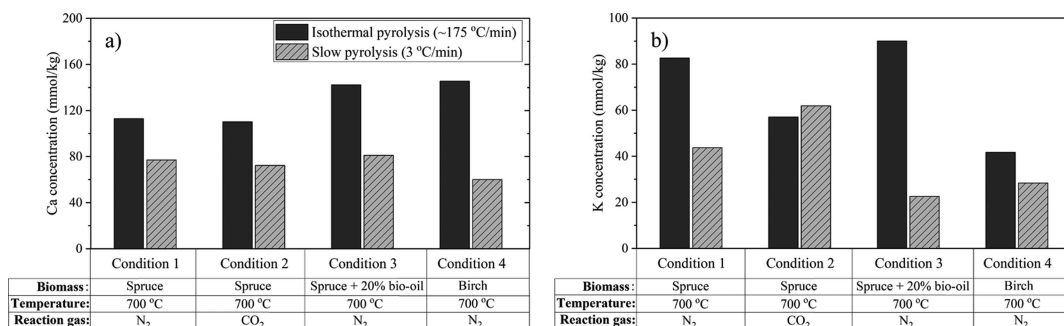 a)
Isothermal pyrolysis (~175 °C/min)
Slow pyrolysis (3 °C/min)
Ca concentration (mmol/kg)
200
160
120
80
40
0
Condition 1 Condition 2 Condition 3 Condition 4
Biomass: Spruce Spruce Spruce + 20% bio-oil Birch
Temperature: 700 °C 700 °C 700 °C 700 °C
Reaction gas: N₂ CO₂ N₂ N₂
b)
K concentration (mmol/kg)
100
80
60
40
20
0
Condition 1 Condition 2 Condition 3 Condition 4
Biomass: Spruce Spruce Spruce + 20% bio-oil Birch
Temperature: 700 °C 700 °C 700 °C 700 °C
Reaction gas: N₂ CO₂ N₂ N₂